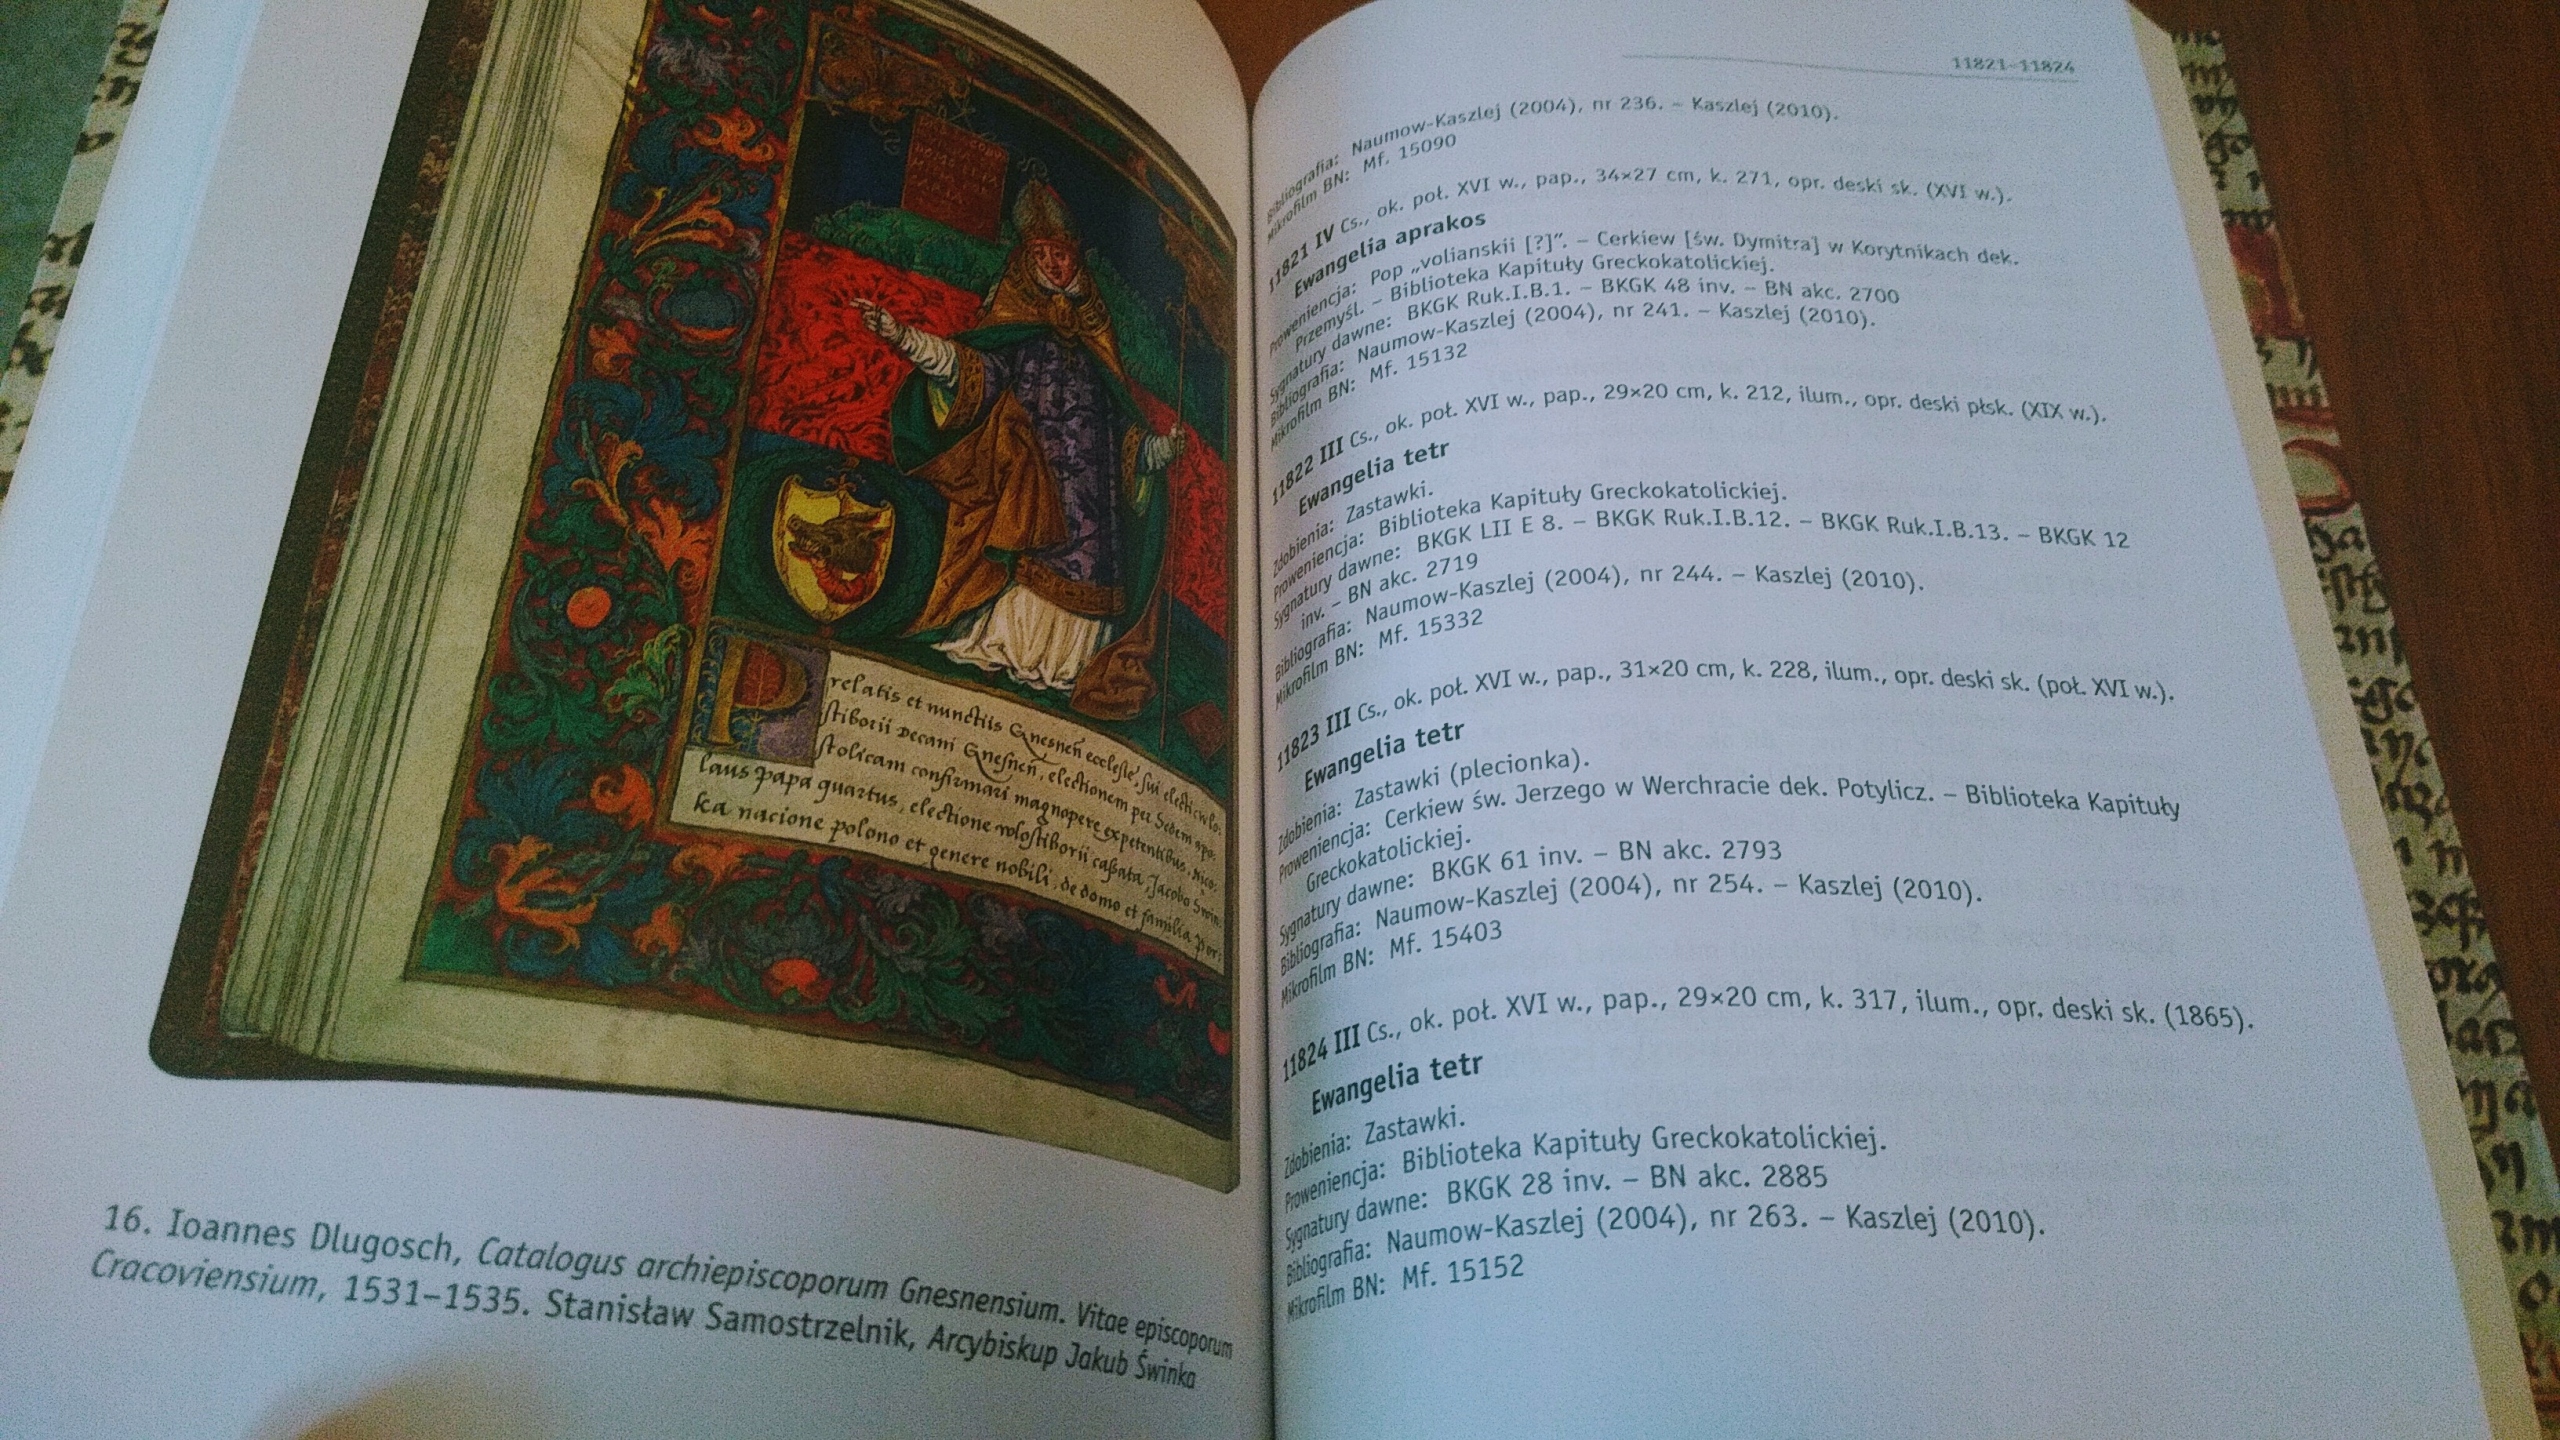 Prelatis et nunctiis Gnesneñ ecclesie, sui electi wlo:
stiborii decani Gnesneñ, electionem per Sedem apo:
stolicam confirmari magnopere expetentibus, Nico:
laus papa quartus, electione wlostiborii cassata, Jacobo Swin:
ka nacione polono et genere nobili, de domo et familia
16. Ioannes Dlugosch, Catalogus archiepiscoporum Gnesnensium. Vitae episcoporum
Cracoviensium, 1531–1535. Stanisław Samostrzelnik, Arcybiskup Jakub Świnka
11821–11824
Bibliografia: Naumow-Kaszlej (2004), nr 236. – Kaszlej (2010).
Mikrofilm BN: Mf. 15090
11821 IV Cs., ok. poł. XVI w., pap., 34×27 cm, k. 271, opr. deski sk. (XVI w.).
Ewangelia aprakos
Proweniencja: Pop „volianskii [?]”. – Cerkiew [św. Dymitra] w Korytnikach dek.
Przemyśl. – Biblioteka Kapituły Greckokatolickiej.
Sygnatury dawne: BKGK Ruk.I.B.1. – BKGK 48 inv. – BN akc. 2700
Bibliografia: Naumow-Kaszlej (2004), nr 241. – Kaszlej (2010).
Mikrofilm BN: Mf. 15132
11822 III Cs., ok. poł. XVI w., pap., 29×20 cm, k. 212, ilum., opr. deski płsk. (XIX w.).
Ewangelia tetr
Zdobienia: Zastawki.
Proweniencja: Biblioteka Kapituły Greckokatolickiej.
Sygnatury dawne: BKGK LII E 8. – BKGK Ruk.I.B.12. – BKGK Ruk.I.B.13. – BKGK 12
inv. – BN akc. 2719
Bibliografia: Naumow-Kaszlej (2004), nr 244. – Kaszlej (2010).
Mikrofilm BN: Mf. 15332
11823 III Cs., ok. poł. XVI w., pap., 31×20 cm, k. 228, ilum., opr. deski sk. (poł. XVI w.).
Ewangelia tetr
Zdobienia: Zastawki (plecionka).
Proweniencja: Cerkiew św. Jerzego w Werchracie dek. Potylicz. – Biblioteka Kapituły
Greckokatolickiej.
Sygnatury dawne: BKGK 61 inv. – BN akc. 2793
Bibliografia: Naumow-Kaszlej (2004), nr 254. – Kaszlej (2010).
Mikrofilm BN: Mf. 15403
11824 III Cs., ok. poł. XVI w., pap., 29×20 cm, k. 317, ilum., opr. deski sk. (1865).
Ewangelia tetr
Zdobienia: Zastawki.
Proweniencja: Biblioteka Kapituły Greckokatolickiej.
Sygnatury dawne: BKGK 28 inv. – BN akc. 2885
Bibliografia: Naumow-Kaszlej (2004), nr 263. – Kaszlej (2010).
Mikrofilm BN: Mf. 15152